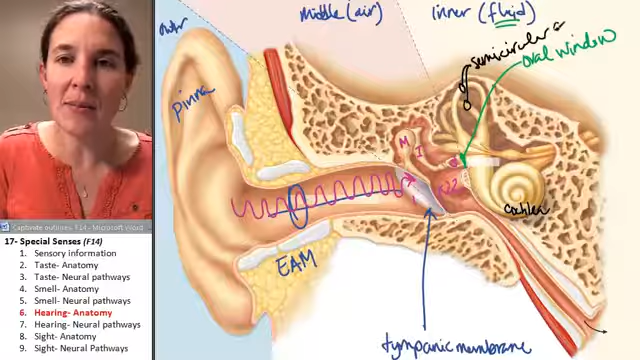 outer
middle (air)
inner (fluid)
semicircular
oval window
pinna
M
I
cochlea
EAM
tympanic membrane
Captivate outlines- F14 - Microsoft Word
17- Special Senses (F14)
1. Sensory information
2. Taste- Anatomy
3. Taste- Neural pathways
4. Smell- Anatomy
5. Smell- Neural pathways
6. Hearing- Anatomy
7. Hearing- Neural pathways
8. Sight- Anatomy
9. Sight- Neural Pathways